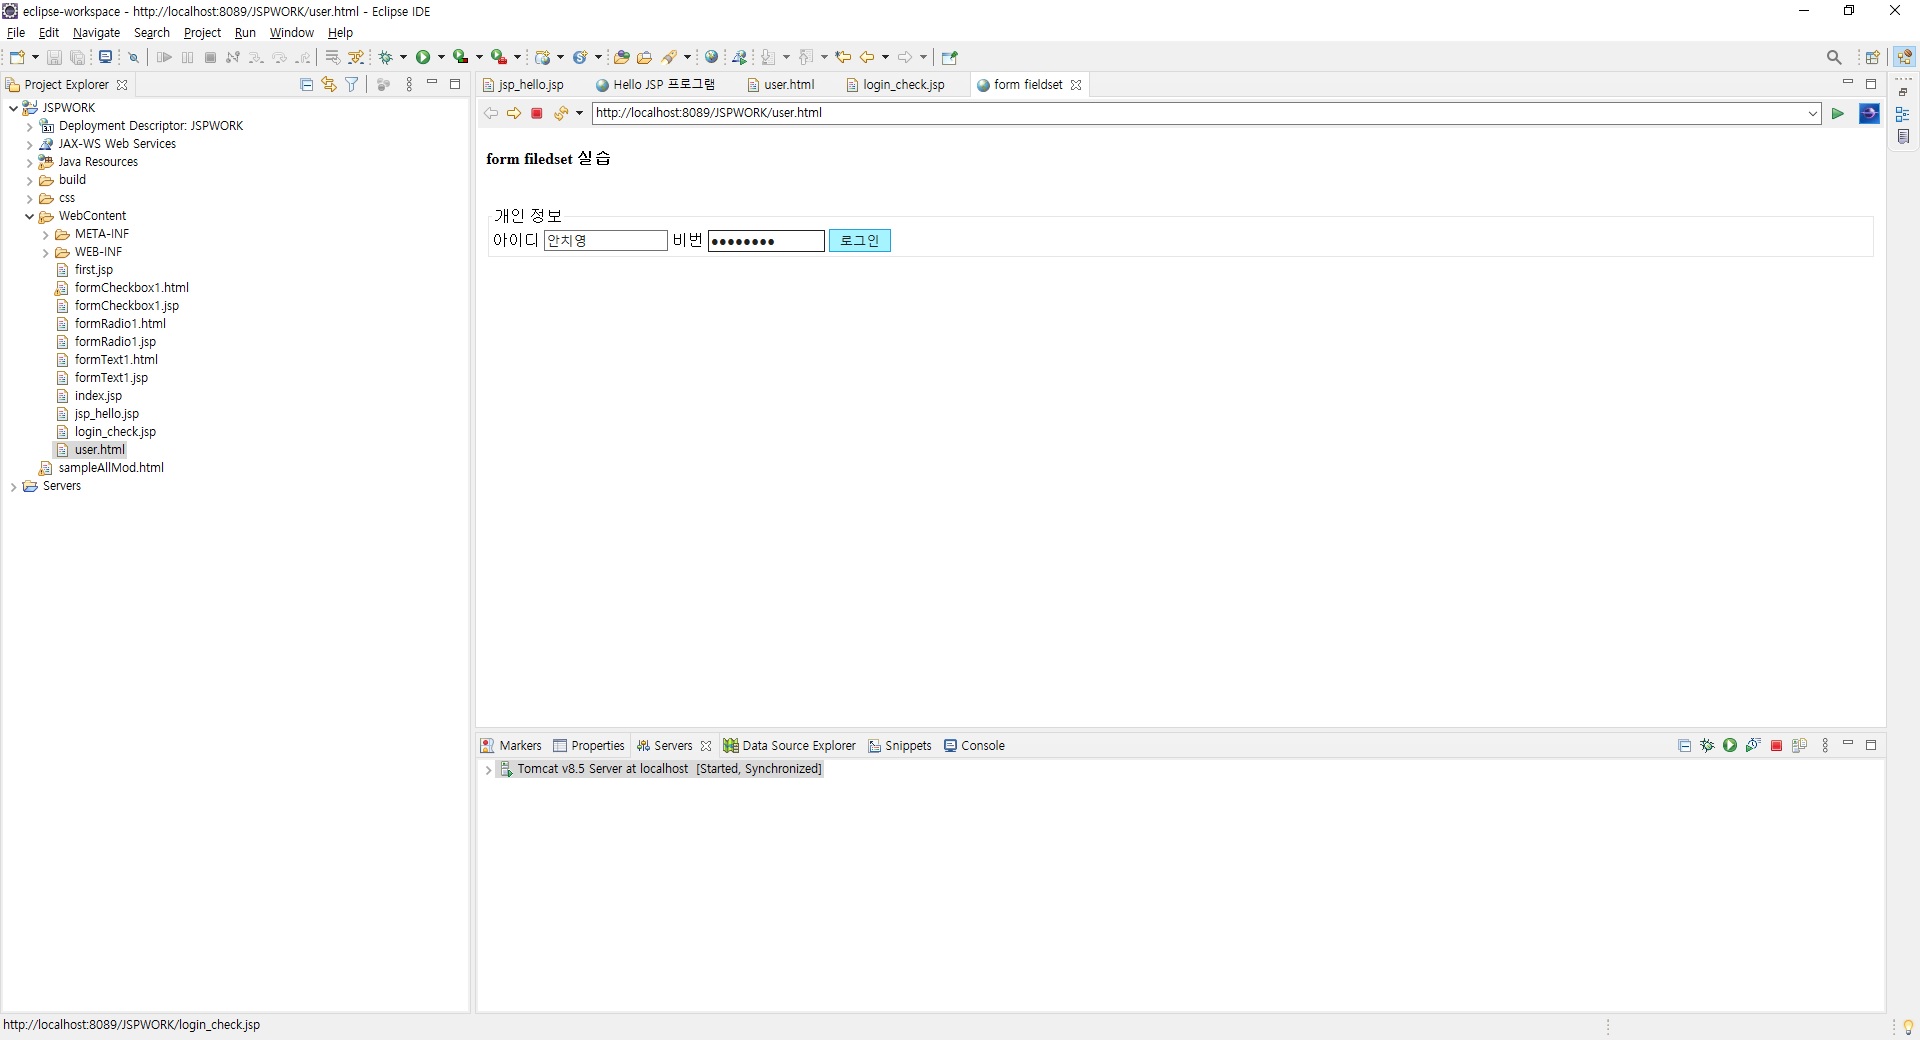 eclipse-workspace - http://localhost:8089/JSPWORK/user.html - Eclipse IDE
File Edit Navigate Search Project Run Window Help
Project Explorer
JSPWORK
Deployment Descriptor: JSPWORK
JAX-WS Web Services
Java Resources
build
css
WebContent
META-INF
WEB-INF
first.jsp
formCheckbox1.html
formCheckbox1.jsp
formRadio1.html
formRadio1.jsp
formText1.html
formText1.jsp
index.jsp
jsp_hello.jsp
login_check.jsp
user.html
sampleAllMod.html
Servers
jsp_hello.jsp Hello JSP 프로그램 user.html login_check.jsp form fieldset
http://localhost:8089/JSPWORK/user.html
form filedset 실습
개인 정보
아이디 안치영 비번 ●●●●●●●● 로그인
Markers Properties Servers Data Source Explorer Snippets Console
Tomcat v8.5 Server at localhost [Started, Synchronized]
http://localhost:8089/JSPWORK/login_check.jsp